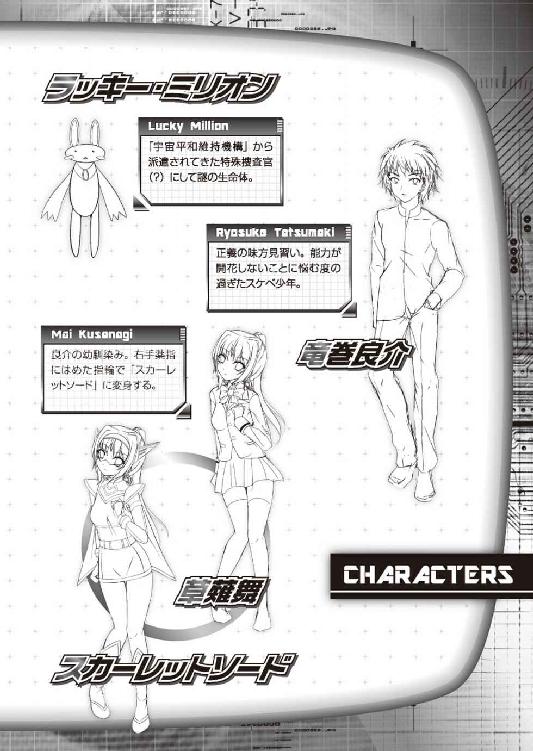 ラッキー・ミリオン
Lucky Million
「宇宙平和維持機構」から
派遣されてきた特殊捜査官
(?)にして謎の生命体。
Ryosuke Tatsumaki
正義の味方見習い。能力が
開花しないことに悩む度の
過ぎたスケベ少年。
竜巻良介
Mai Kusanagi
良介の幼馴染み。右手薬指
にはめた指輪で「スカーレ
ットソード」に変身する。
草薙舞
スカーレットソード
CHARACTERS